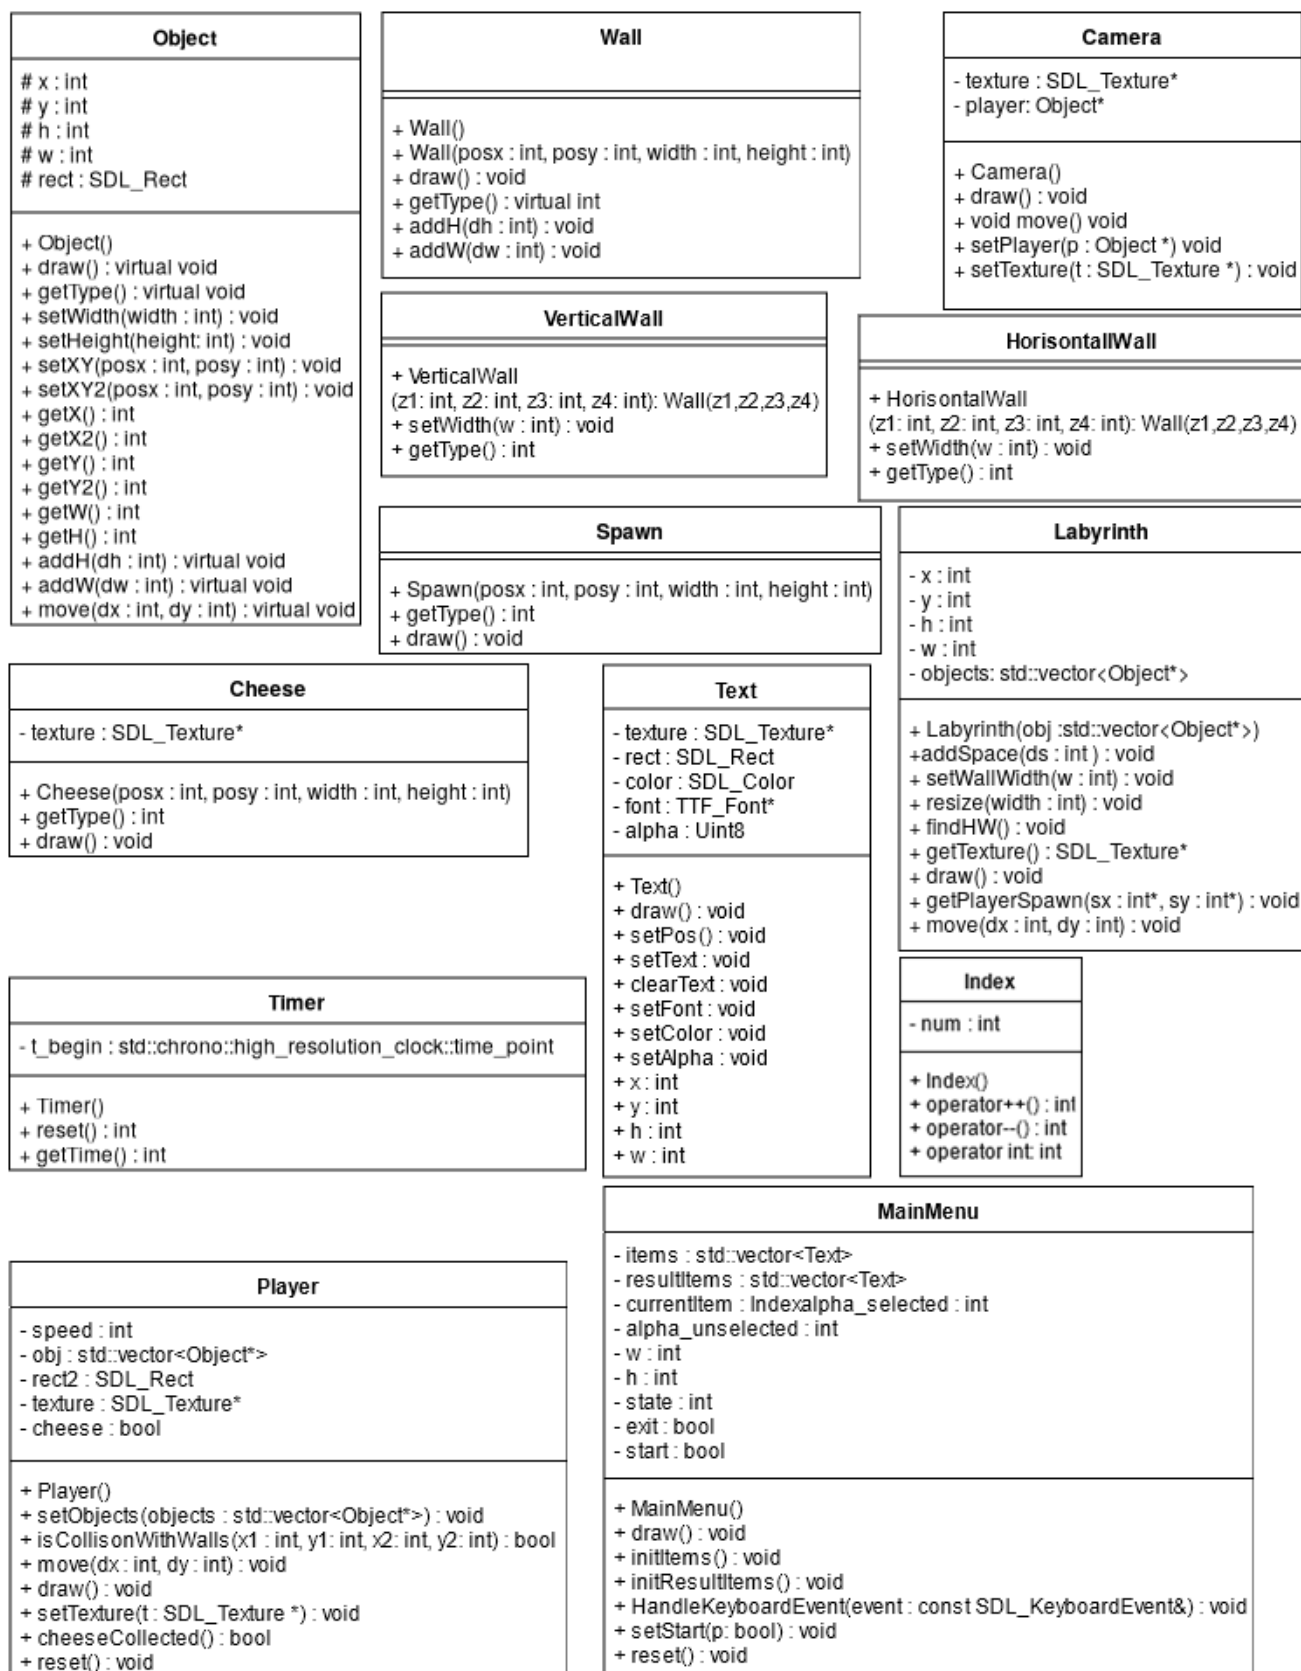 Object
# x : int
# y : int
# h : int
# w : int
# rect : SDL_Rect
+ Object()
+ draw() : virtual void
+ getType() : virtual void
+ setWidth(width : int) : void
+ setHeight(height: int) : void
+ setXY(posx : int, posy : int) : void
+ setXY2(posx : int, posy : int) : void
+ getX() : int
+ getX2() : int
+ getY() : int
+ getY2() : int
+ getW() : int
+ getH() : int
+ addH(dh : int) : virtual void
+ addW(dw : int) : virtual void
+ move(dx : int, dy : int) : virtual void
Wall
+ Wall()
+ Wall(posx : int, posy : int, width : int, height : int)
+ draw() : void
+ getType() : virtual int
+ addH(dh : int) : void
+ addW(dw : int) : void
Camera
- texture : SDL_Texture*
- player: Object*
+ Camera()
+ draw() : void
+ void move() void
+ setPlayer(p : Object *) void
+ setTexture(t : SDL_Texture *) : void
VerticalWall
+ VerticalWall
(z1: int, z2: int, z3: int, z4: int): Wall(z1,z2,z3,z4)
+ setWidth(w : int) : void
+ getType() : int
HorisontallWall
+ HorisontalWall
(z1: int, z2: int, z3: int, z4: int): Wall(z1,z2,z3,z4)
+ setWidth(w : int) : void
+ getType() : int
Spawn
+ Spawn(posx : int, posy : int, width : int, height : int)
+ getType() : int
+ draw() : void
Labyrinth
- x : int
- y : int
- h : int
- w : int
- objects: std::vector<Object*>
+ Labyrinth(obj :std::vector<Object*>)
+addSpace(ds : int ) : void
+ setWallWidth(w : int) : void
+ resize(width : int) : void
+ findHW() : void
+ getTexture() : SDL_Texture*
+ draw() : void
+ getPlayerSpawn(sx : int*, sy : int*) : void
+ move(dx : int, dy : int) : void
Cheese
- texture : SDL_Texture*
+ Cheese(posx : int, posy : int, width : int, height : int)
+ getType() : int
+ draw() : void
Text
- texture : SDL_Texture*
- rect : SDL_Rect
- color : SDL_Color
- font : TTF_Font*
- alpha : Uint8
+ Text()
+ draw() : void
+ setPos() : void
+ setText : void
+ clearText : void
+ setFont : void
+ setColor : void
+ setAlpha : void
+ x : int
+ y : int
+ h : int
+ w : int
Timer
- t_begin : std::chrono::high_resolution_clock::time_point
+ Timer()
+ reset() : int
+ getTime() : int
Index
- num : int
+ Index()
+ operator++() : int
+ operator--() : int
+ operator int: int
Player
- speed : int
- obj : std::vector<Object*>
- rect2 : SDL_Rect
- texture : SDL_Texture*
- cheese : bool
+ Player()
+ setObjects(objects : std::vector<Object*>) : void
+ isCollisonWithWalls(x1 : int, y1: int, x2: int, y2: int) : bool
+ move(dx : int, dy : int) : void
+ draw() : void
+ setTexture(t : SDL_Texture *) : void
+ cheeseCollected() : bool
+ reset() : void
MainMenu
- items : std::vector<Text>
- resultItems : std::vector<Text>
- currentItem : Indexalpha_selected : int
- alpha_unselected : int
- w : int
- h : int
- state : int
- exit : bool
- start : bool
+ MainMenu()
+ draw() : void
+ initItems() : void
+ initResultItems() : void
+ HandleKeyboardEvent(event : const SDL_KeyboardEvent&) : void
+ setStart(p: bool) : void
+ reset() : void